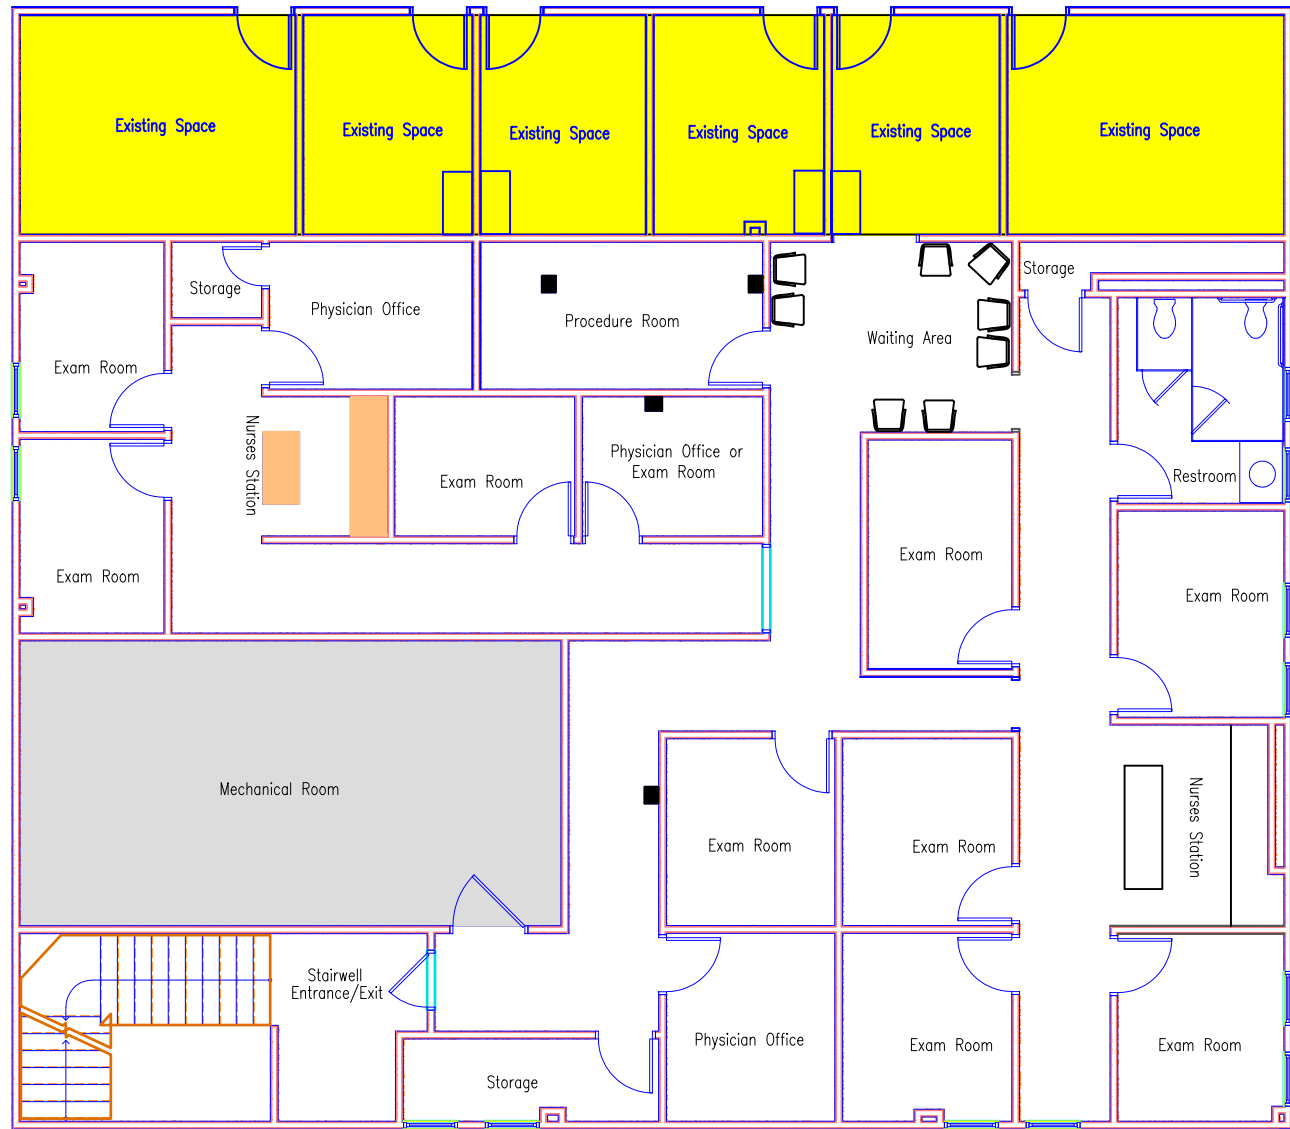 Existing Space
Existing Space
Existing Space
Existing Space
Existing Space
Existing Space
Storage
Physician Office
Procedure Room
Waiting Area
Storage
Exam Room
Nurses Station
Exam Room
Physician Office or
Exam Room
Restroom
Exam Room
Exam Room
Exam Room
Mechanical Room
Exam Room
Exam Room
Nurses Station
Stairwell
Entrance/Exit
Physician Office
Exam Room
Exam Room
Storage